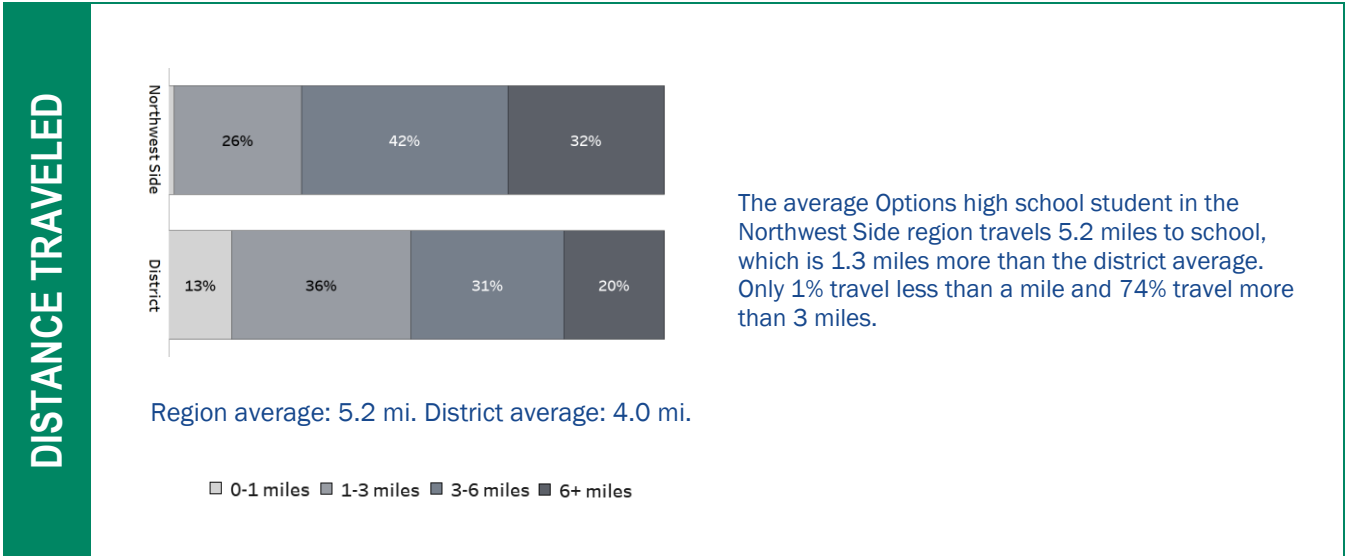 DISTANCE TRAVELED
Northwest Side
26%
42%
32%
District
13%
36%
31%
20%
Region average: 5.2 mi. District average: 4.0 mi.
0-1 miles 1-3 miles 3-6 miles 6+ miles
The average Options high school student in the
Northwest Side region travels 5.2 miles to school,
which is 1.3 miles more than the district average.
Only 1% travel less than a mile and 74% travel more
than 3 miles.